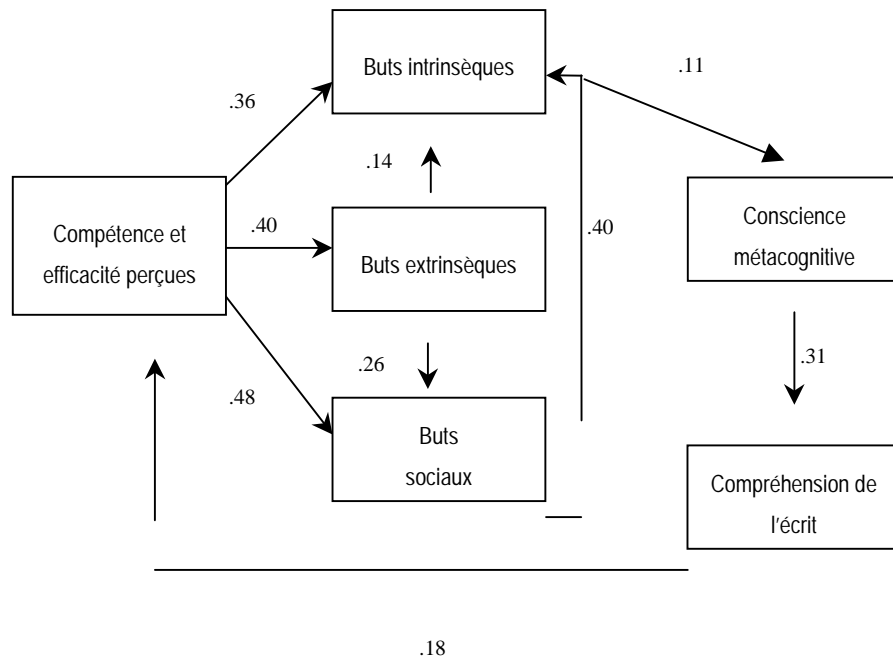 Buts intrinsèques
.11
.36
.14
Compétence et
efficacité perçues
.40
Buts extrinsèques
.40
Conscience
métacognitive
.26
.31
.48
Buts
sociaux
Compréhension de
l'écrit
.18